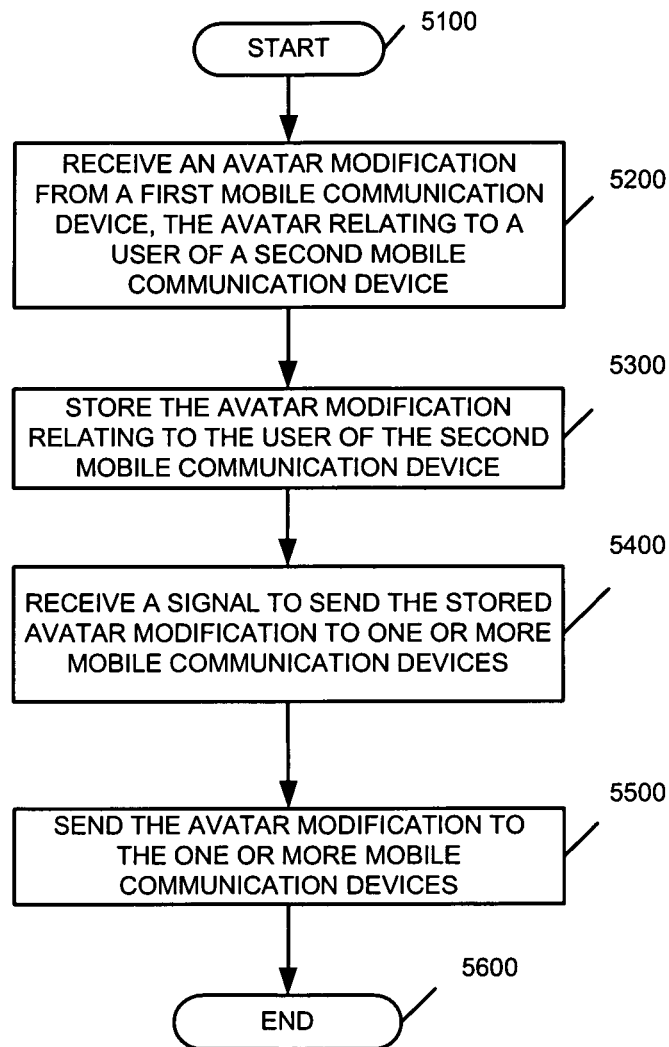 START
5100
RECEIVE AN AVATAR MODIFICATION
FROM A FIRST MOBILE COMMUNICATION
DEVICE, THE AVATAR RELATING TO A
USER OF A SECOND MOBILE
COMMUNICATION DEVICE
5200
STORE THE AVATAR MODIFICATION
RELATING TO THE USER OF THE SECOND
MOBILE COMMUNICATION DEVICE
5300
RECEIVE A SIGNAL TO SEND THE STORED
AVATAR MODIFICATION TO ONE OR MORE
MOBILE COMMUNICATION DEVICES
5400
SEND THE AVATAR MODIFICATION TO
THE ONE OR MORE MOBILE
COMMUNICATION DEVICES
5500
END
5600